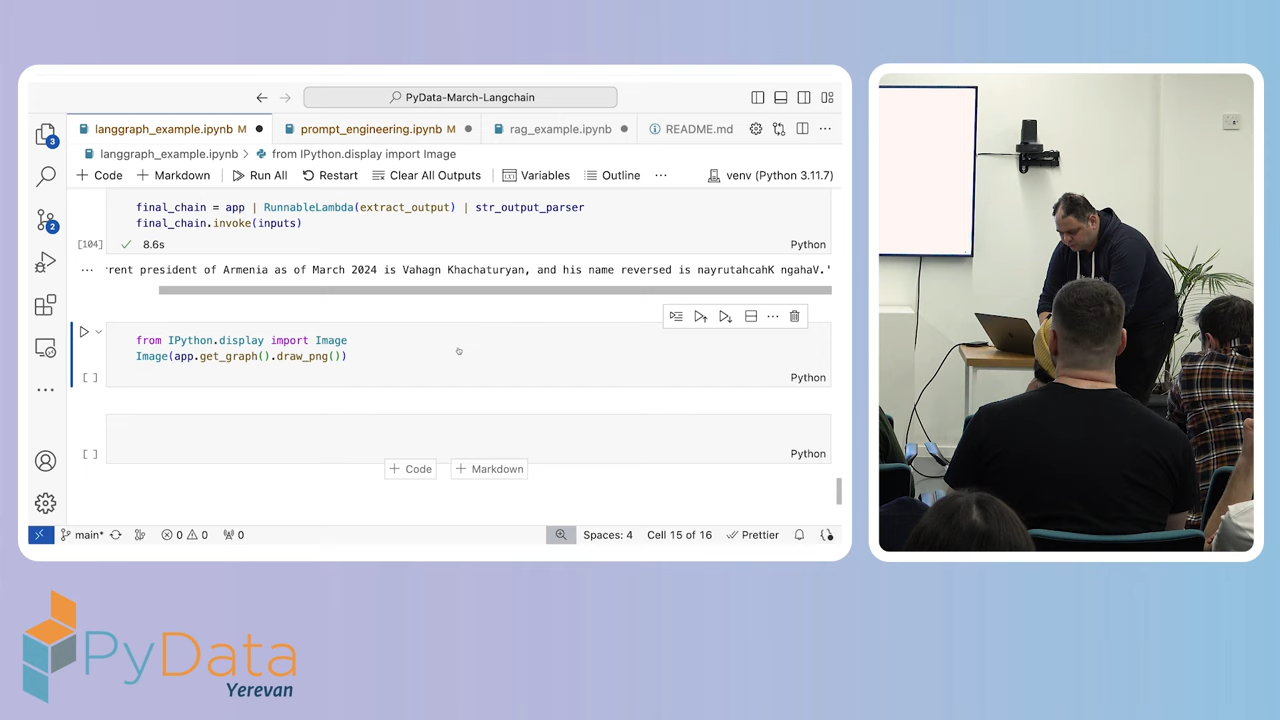 PyData-March-Langchain
langgraph_example.ipynb M
prompt_engineering.ipynb M
rag_example.ipynb
README.md
langgraph_example.ipynb > from IPython.display import Image
+ Code + Markdown Run All Restart Clear All Outputs Variables Outline ... venv (Python 3.11.7)
final_chain = app | RunnableLambda(extract_output) | str_output_parser
final_chain.invoke(inputs)
[104] 8.6s Python
... rent president of Armenia as of March 2024 is Vahagn Khachaturyan, and his name reversed is nayrutahcahK ngahaV.'
from IPython.display import Image
Image(app.get_graph().draw_png())
[ ] Python
[ ] Python
+ Code + Markdown
3
2
main* 0 0 0 Spaces: 4 Cell 15 of 16 Prettier
PyData
Yerevan